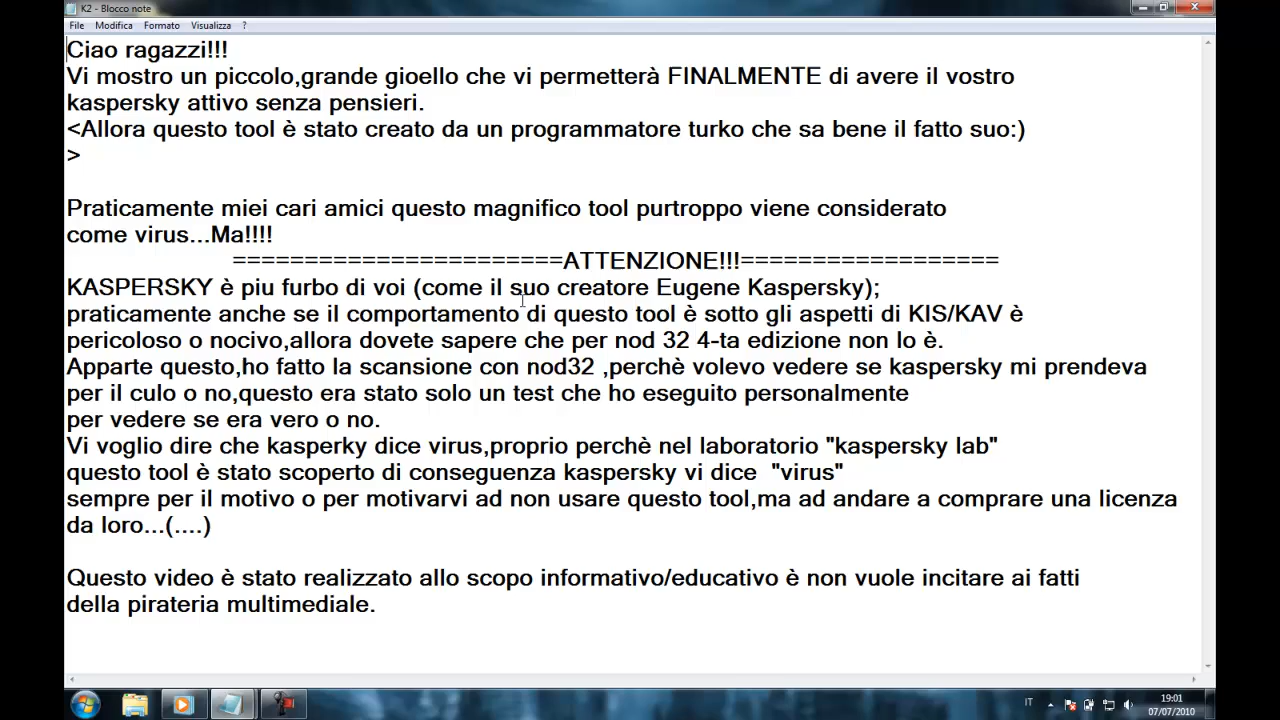 K2 - Blocco note
File Modifica Formato Visualizza ?
Ciao ragazzi!!!
Vi mostro un piccolo,grande gioello che vi permetterà FINALMENTE di avere il vostro
kaspersky attivo senza pensieri.
<Allora questo tool è stato creato da un programmatore turko che sa bene il fatto suo:)
>
Praticamente miei cari amici questo magnifico tool purtroppo viene considerato
come virus...Ma!!!!
=======================ATTENZIONE!!!==================
KASPERSKY è piu furbo di voi (come il suo creatore Eugene Kaspersky);
praticamente anche se il comportamento di questo tool è sotto gli aspetti di KIS/KAV è
pericoloso o nocivo,allora dovete sapere che per nod 32 4-ta edizione non lo è.
Apparte questo,ho fatto la scansione con nod32 ,perchè volevo vedere se kaspersky mi prendeva
per il culo o no,questo era stato solo un test che ho eseguito personalmente
per vedere se era vero o no.
Vi voglio dire che kasperky dice virus,proprio perchè nel laboratorio "kaspersky lab"
questo tool è stato scoperto di conseguenza kaspersky vi dice  "virus"
sempre per il motivo o per motivarvi ad non usare questo tool,ma ad andare a comprare una licenza
da loro...(....)
Questo video è stato realizzato allo scopo informativo/educativo è non vuole incitare ai fatti
della pirateria multimediale.
IT
19:01
07/07/2010